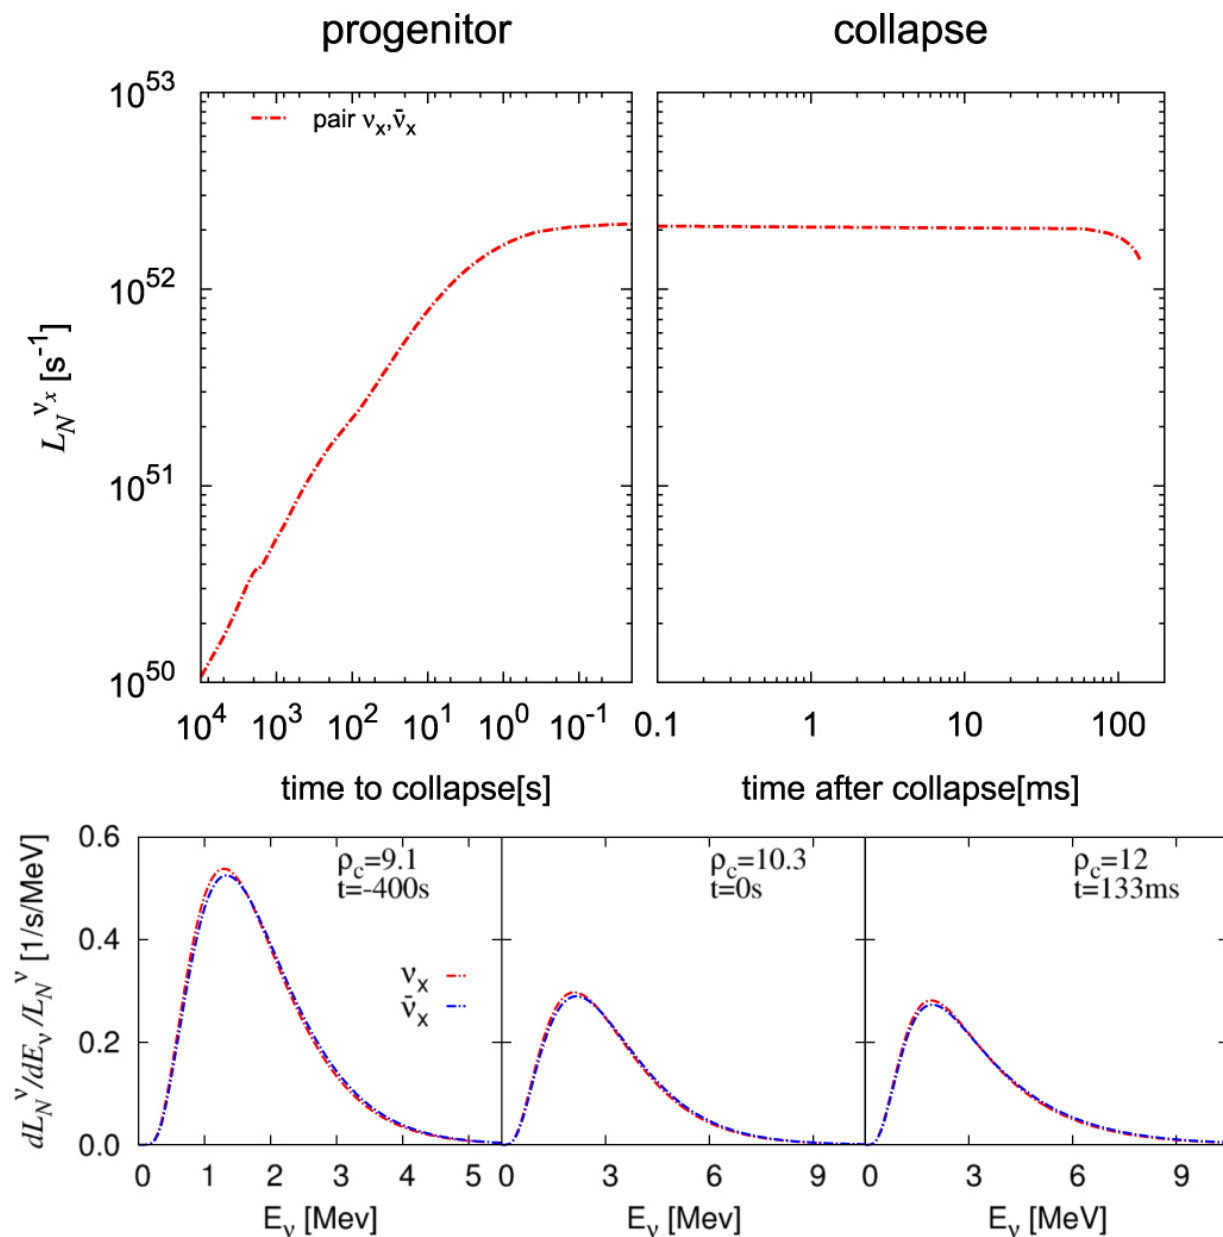 progenitor collapse
10^53
pair ν_x,ν̄_x
10^52
L_N^ν_x [s^-1]
10^51
10^50
10^4 10^3 10^2 10^1 10^0 10^-1 0.1 1 10 100
time to collapse[s] time after collapse[ms]
0.6
ρ_c=9.1 ρ_c=10.3 ρ_c=12
t=-400s t=0s t=133ms
0.4
ν_x
ν̄_x
dL_N^ν/dE_ν/L_N^ν [1/s/MeV]
0.2
0.0
0 1 2 3 4 5 0 3 6 9 0 3 6 9
E_ν [Mev] E_ν [Mev] E_ν [MeV]